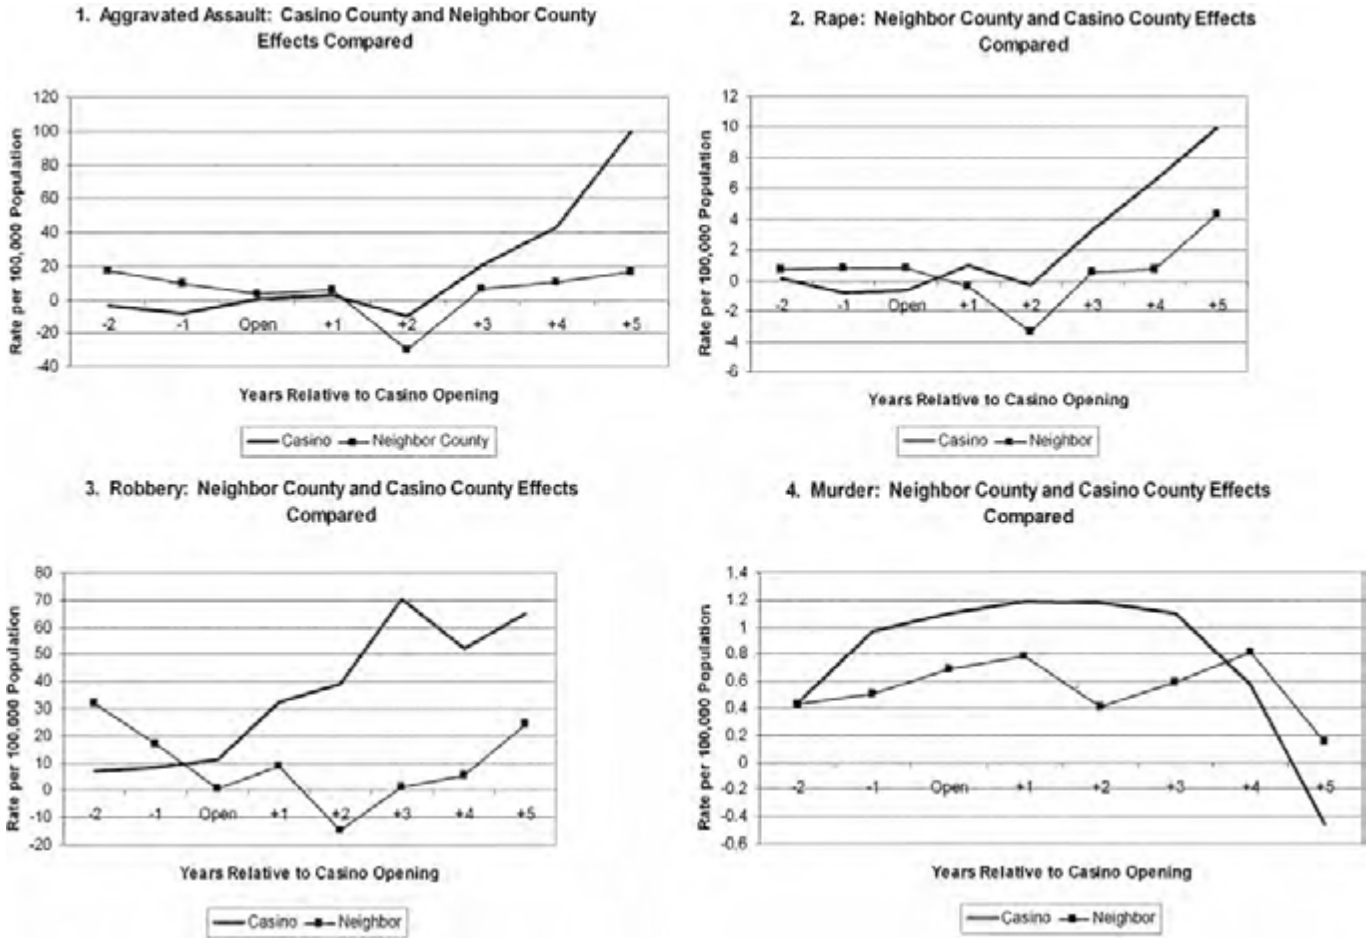 1. Aggravated Assault: Casino County and Neighbor County
Effects Compared
120
100
80
60
40
20
0
-20
-40
Rate per 100,000 Population
-2 -1 Open +1 +2 +3 +4 +5
Years Relative to Casino Opening
Casino Neighbor County
2. Rape: Neighbor County and Casino County Effects
Compared
12
10
8
6
4
2
0
-2
-4
-6
Rate per 100,000 Population
-2 -1 Open +1 +2 +3 +4 +5
Years Relative to Casino Opening
Casino Neighbor
3. Robbery: Neighbor County and Casino County Effects
Compared
80
70
60
50
40
30
20
10
0
-10
-20
Rate per 100,000 Population
-2 -1 Open +1 +2 +3 +4 +5
Years Relative to Casino Opening
Casino Neighbor
4. Murder: Neighbor County and Casino County Effects
Compared
1.4
1.2
1
0.8
0.6
0.4
0.2
0
-0.2
-0.4
-0.6
Rate per 100,000 Population
-2 -1 Open +1 +2 +3 +4 +5
Years Relative to Casino Opening
Casino Neighbor